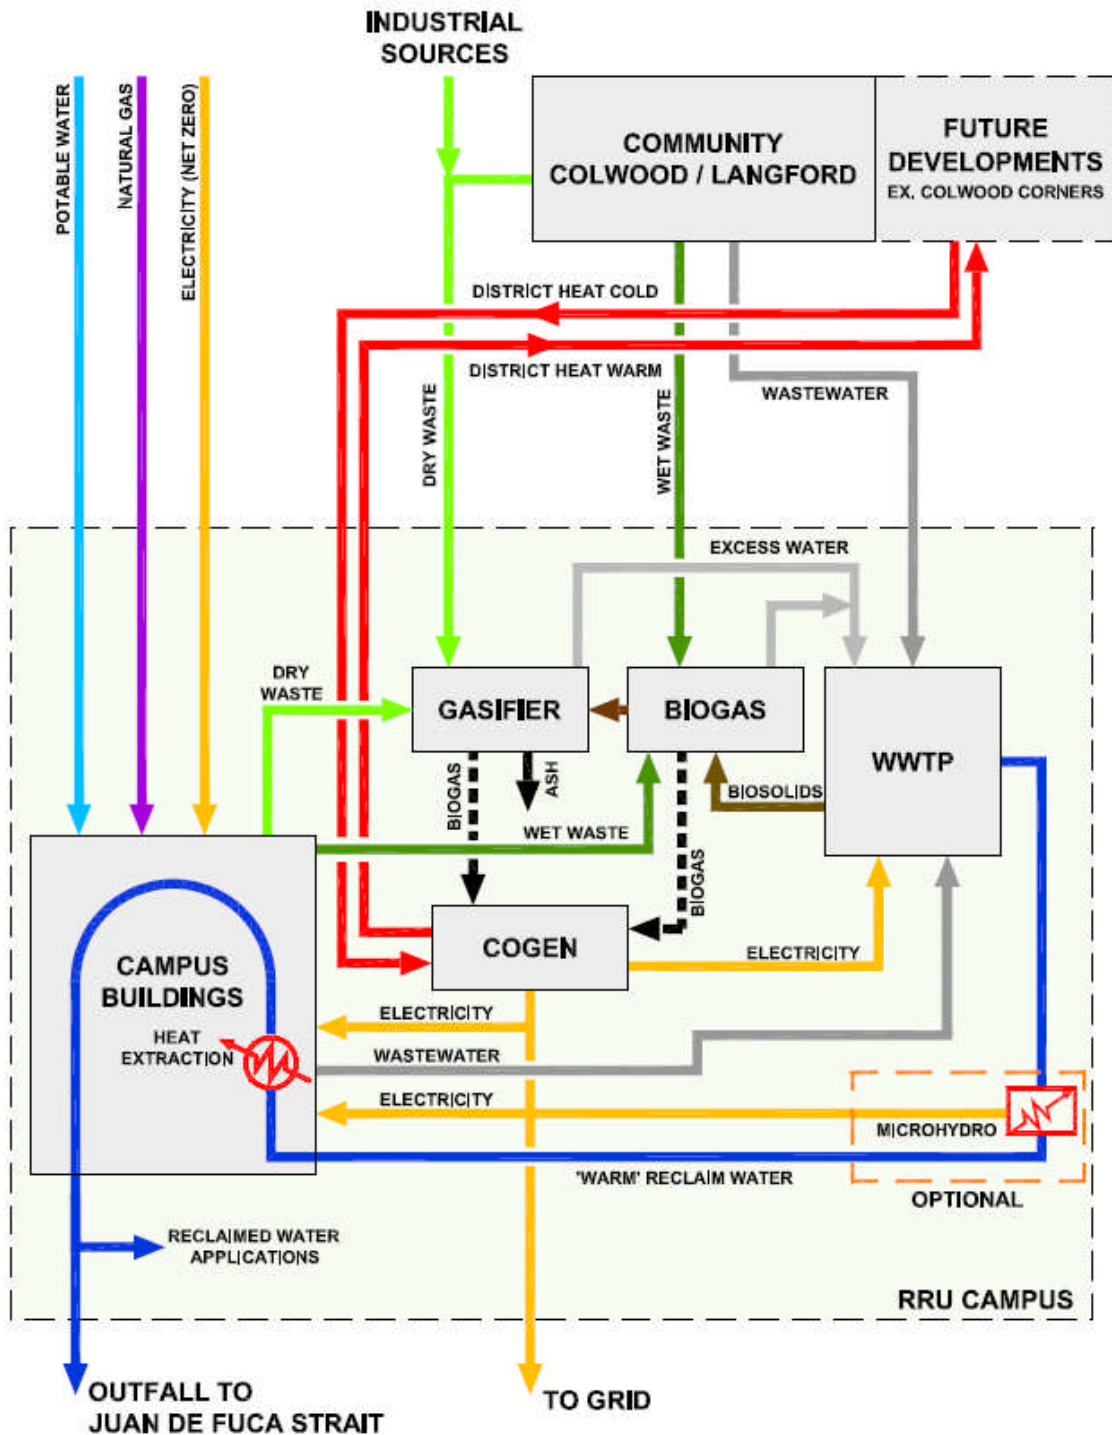 INDUSTRIAL
SOURCES
POTABLE WATER
NATURAL GAS
ELECTRICITY (NET ZERO)
COMMUNITY
COLWOOD / LANGFORD
FUTURE
DEVELOPMENTS
EX. COLWOOD CORNERS
DISTRICT HEAT COLD
DISTRICT HEAT WARM
WASTEWATER
DRY WASTE
WET WASTE
EXCESS WATER
DRY
WASTE
GASIFIER
BIOGAS
WWTP
BIOGAS
ASH
BIOSOLIDS
WET WASTE
BIOGAS
COGEN
ELECTRICITY
CAMPUS
BUILDINGS
HEAT
EXTRACTION
ELECTRICITY
WASTEWATER
ELECTRICITY
MICROHYDRO
'WARM' RECLAIM WATER
OPTIONAL
RECLAIMED WATER
APPLICATIONS
RRU CAMPUS
OUTFALL TO
JUAN DE FUCA STRAIT
TO GRID